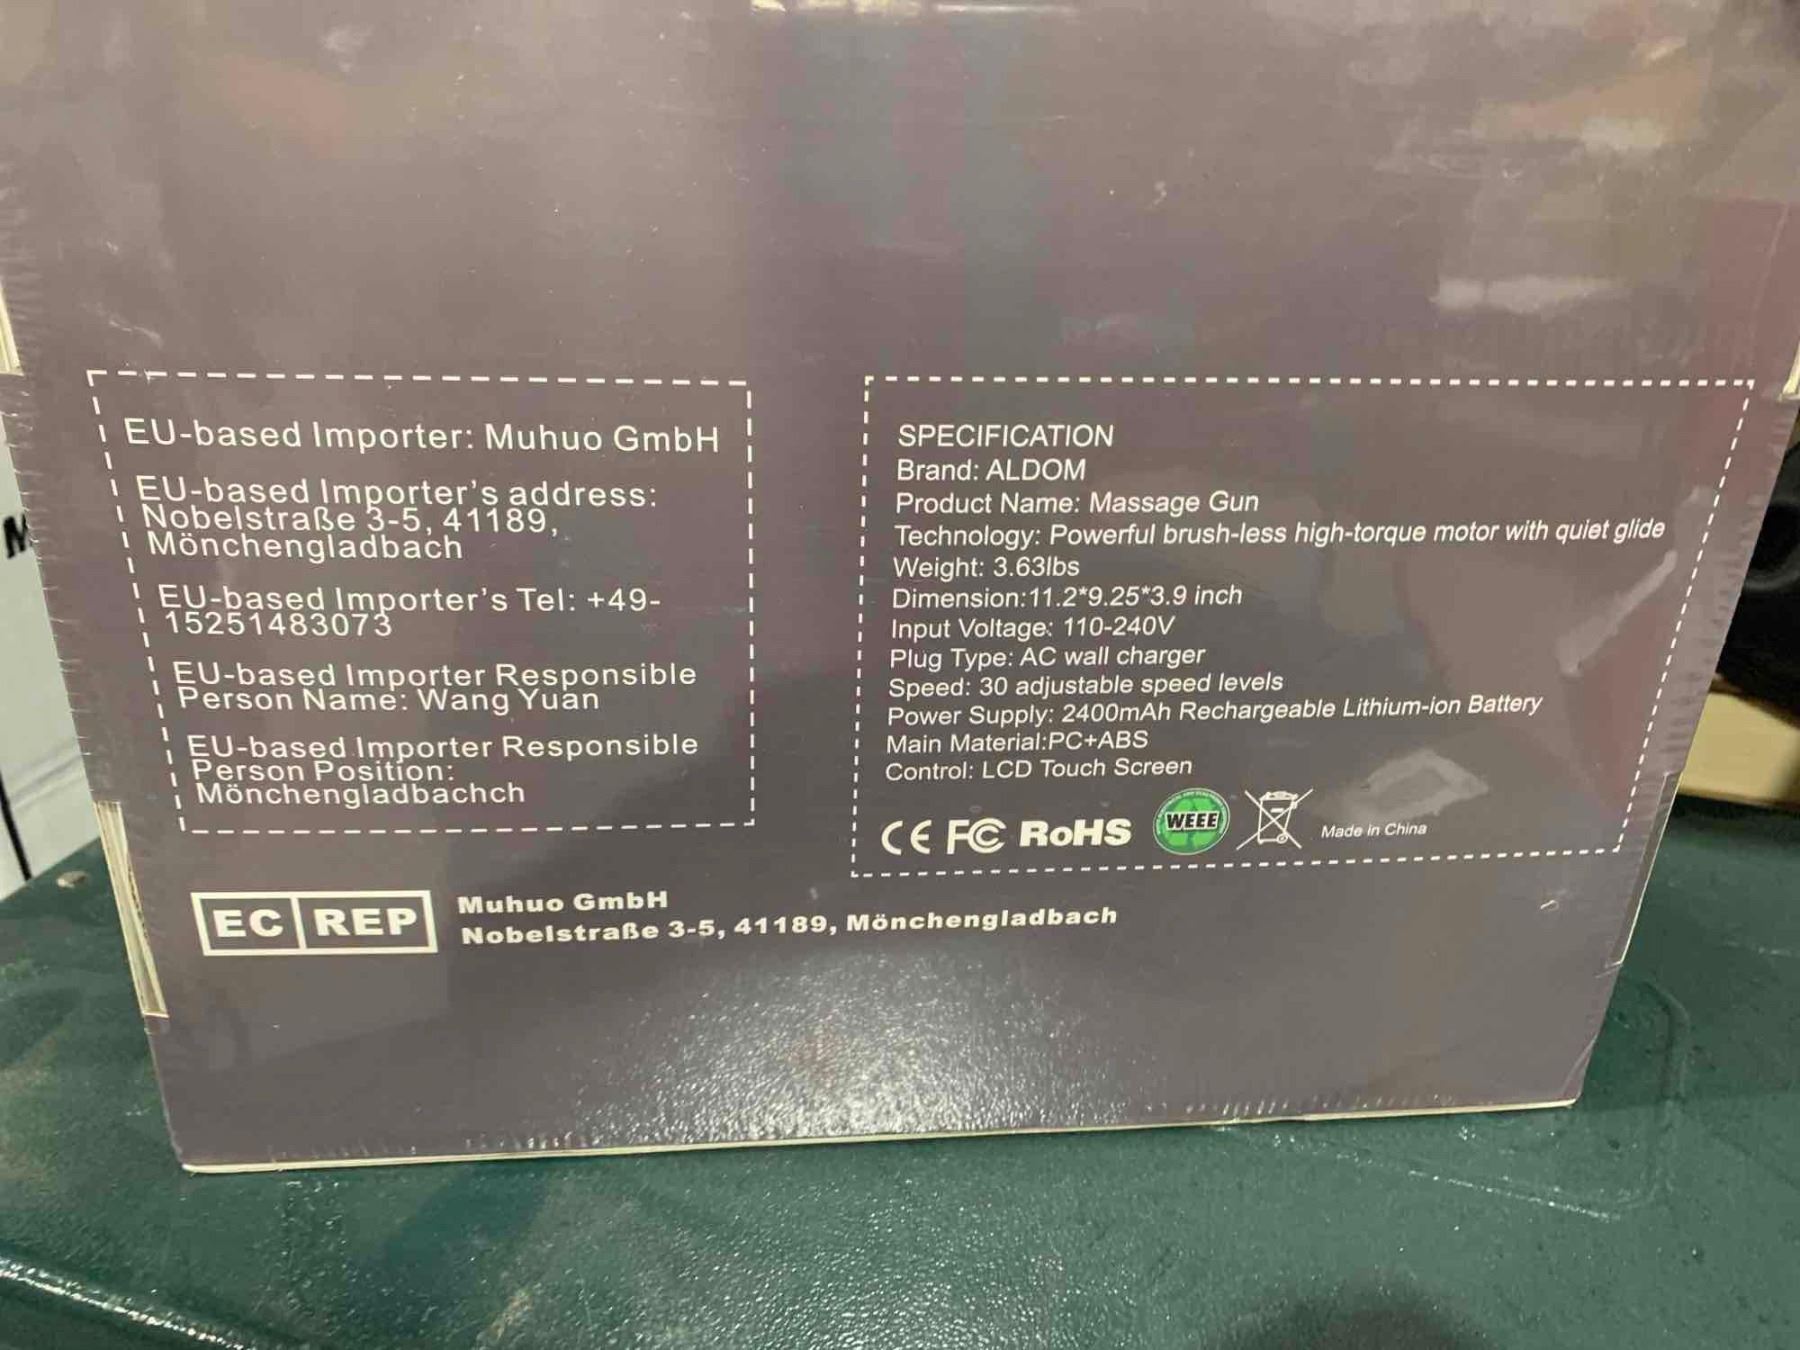 EU-based Importer: Muhuo GmbH
EU-based Importer's address:
Nobelstraße 3-5, 41189,
Mönchengladbach
EU-based Importer's Tel: +49-
15251483073
EU-based Importer Responsible
Person Name: Wang Yuan
EU-based Importer Responsible
Person Position:
Mönchengladbachch
EC REP
Muhuo GmbH
Nobelstraße 3-5, 41189, Mönchengladbach
SPECIFICATION
Brand: ALDOM
Product Name: Massage Gun
Technology: Powerful brush-less high-torque motor with quiet glide
Weight: 3.63lbs
Dimension:11.2*9.25*3.9 inch
Input Voltage: 110-240V
Plug Type: AC wall charger
Speed: 30 adjustable speed levels
Power Supply: 2400mAh Rechargeable Lithium-ion Battery
Main Material:PC+ABS
Control: LCD Touch Screen
CE FC RoHS WEEE Made in China